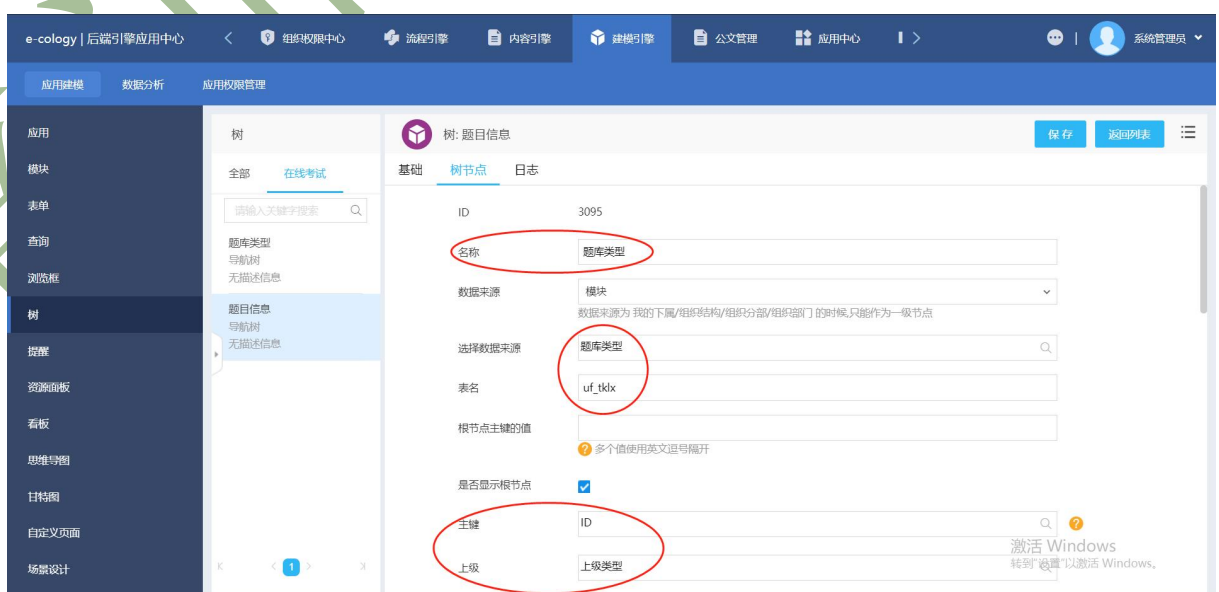 e-cology | 后端引擎应用中心
组织权限中心
流程引擎
内容引擎
建模引擎
公文管理
应用中心
系统管理员
应用建模
数据分析
应用权限管理
应用
模块
表单
查询
浏览框
树
提醒
资源面板
看板
思维导图
甘特图
自定义页面
场景设计
树
全部
在线考试
请输入关键字搜索
题库类型
导航树
无描述信息
题目信息
导航树
无描述信息
1
树: 题目信息
保存
返回列表
基础
树节点
日志
ID
3095
名称
题库类型
数据来源
模块
数据来源为 我的下属/组织结构/组织分部/组织部门 的时候,只能作为一级节点
选择数据来源
题库类型
表名
uf_tklx
根节点主键的值
多个值使用英文逗号隔开
是否显示根节点
主键
ID
上级
上级类型
激活 Windows
转到"设置"以激活 Windows。